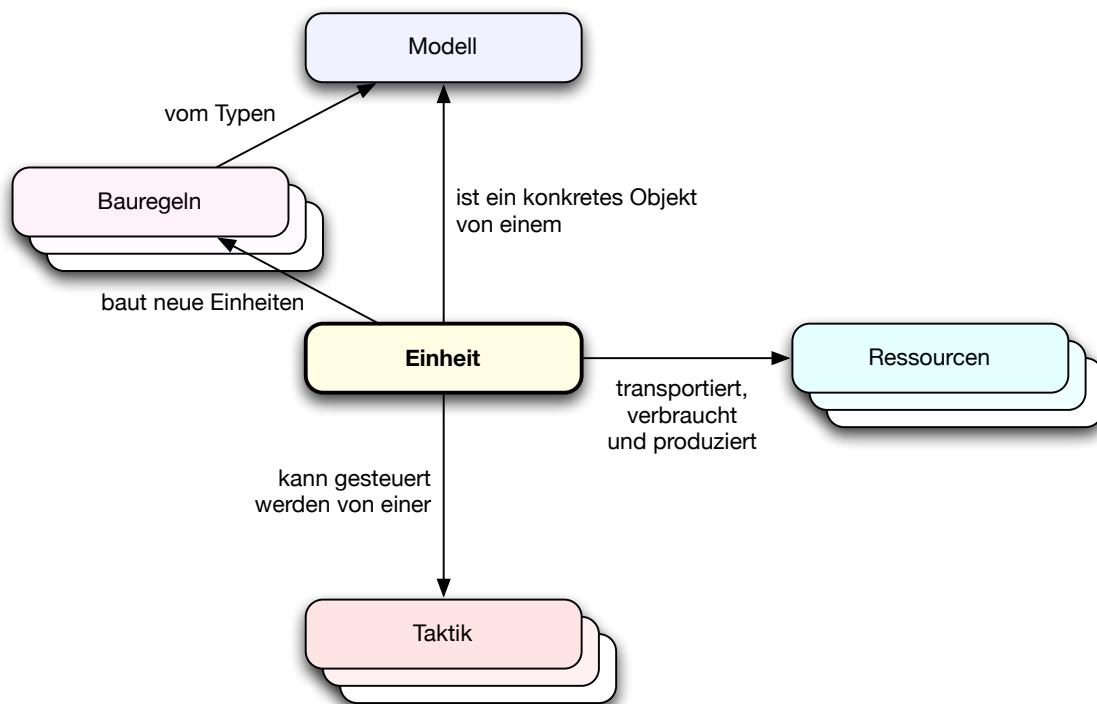 Modell
vom Typen
Bauregeln
ist ein konkretes Objekt
von einem
baut neue Einheiten
Einheit
Ressourcen
transportiert,
verbraucht
und produziert
kann gesteuert
werden von einer
Taktik